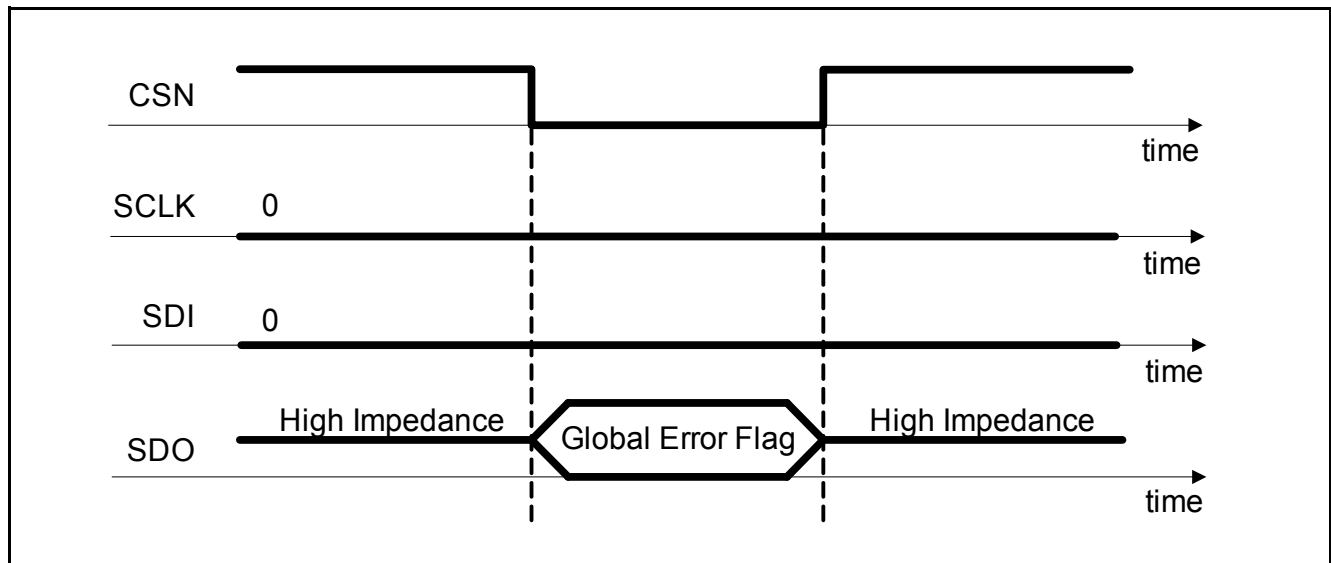 CSN
time
SCLK
0
time
SDI
0
time
High Impedance
Global Error Flag
High Impedance
SDO
time